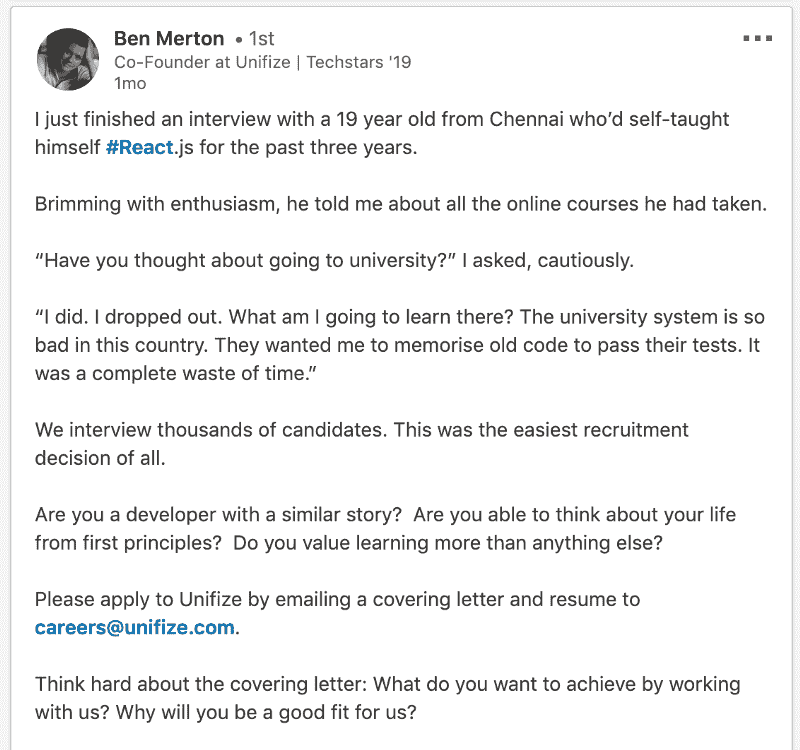 Ben Merton • 1st
Co-Founder at Unifize | Techstars '19
1mo
I just finished an interview with a 19 year old from Chennai who’d self-taught
himself #React.js for the past three years.
Brimming with enthusiasm, he told me about all the online courses he had taken.
“Have you thought about going to university?” I asked, cautiously.
“I did. I dropped out. What am I going to learn there? The university system is so
bad in this country. They wanted me to memorise old code to pass their tests. It
was a complete waste of time.”
We interview thousands of candidates. This was the easiest recruitment
decision of all.
Are you a developer with a similar story?  Are you able to think about your life
from first principles?  Do you value learning more than anything else?
Please apply to Unifize by emailing a covering letter and resume to
careers@unifize.com.
Think hard about the covering letter: What do you want to achieve by working
with us? Why will you be a good fit for us?